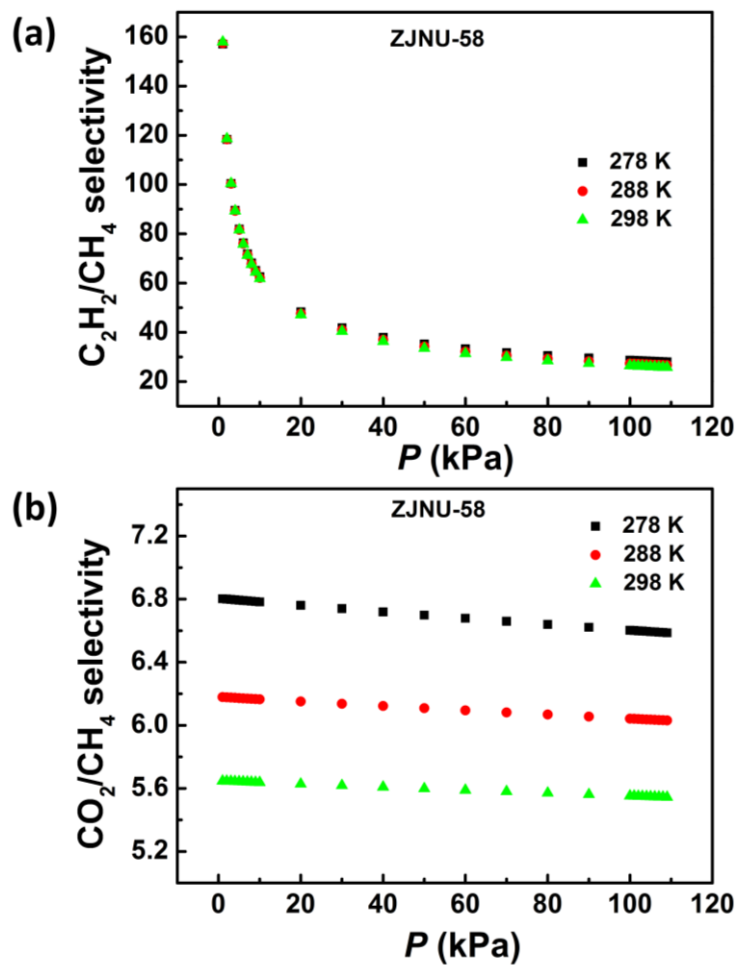 (a)
ZJNU-58
C₂H₂/CH₄ selectivity
160
140
120
100
80
60
40
20
278 K
288 K
298 K
0 20 40 60 80 100 120
P (kPa)
(b)
ZJNU-58
CO₂/CH₄ selectivity
7.2
6.8
6.4
6.0
5.6
5.2
278 K
288 K
298 K
0 20 40 60 80 100 120
P (kPa)